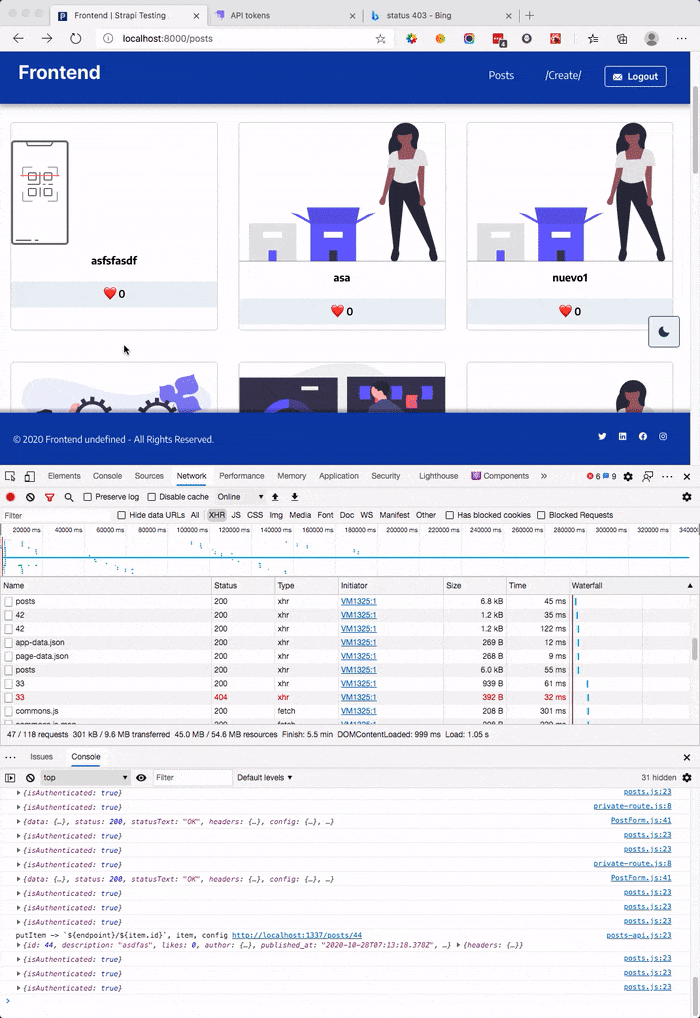 Frontend | Strapi Testing
API tokens
status 403 - Bing
localhost:8000/posts
4
Frontend
Posts
/Create/
Logout
asfsfasdf
❤️ 0
asa
❤️ 0
nuevo1
❤️ 0
© 2020 Frontend undefined - All Rights Reserved.
Elements Console Sources Network Performance Memory Application Security Lighthouse Components » 6 9
Preserve log Disable cache Online
Filter Hide data URLs All XHR JS CSS Img Media Font Doc WS Manifest Other Has blocked cookies Blocked Requests
20000 ms 40000 ms 60000 ms 80000 ms 100000 ms 120000 ms 140000 ms 160000 ms 180000 ms 200000 ms 220000 ms 240000 ms 260000 ms 280000 ms 300000 ms 320000 ms 34000
Name Status Type Initiator Size Time Waterfall
posts 200 xhr VM1325:1 6.8 kB 45 ms
42 200 xhr VM1325:1 1.2 kB 35 ms
42 200 xhr VM1325:1 1.2 kB 122 ms
app-data.json 200 xhr VM1325:1 269 B 12 ms
page-data.json 200 xhr VM1325:1 268 B 9 ms
posts 200 xhr VM1325:1 6.0 kB 55 ms
33 200 xhr VM1325:1 939 B 61 ms
33 404 xhr VM1325:1 392 B 32 ms
commons.js 200 fetch VM1325:1 208 B 301 ms
47 / 118 requests 301 kB / 9.6 MB transferred 45.0 MB / 54.6 MB resources Finish: 5.5 min DOMContentLoaded: 999 ms Load: 1.05 s
Issues Console
top Filter Default levels 31 hidden
{isAuthenticated: true} posts.js:23
{isAuthenticated: true} private-route.js:8
{data: {…}, status: 200, statusText: "OK", headers: {…}, config: {…}, …} PostForm.js:41
{isAuthenticated: true} posts.js:23
{isAuthenticated: true} posts.js:23
{isAuthenticated: true} private-route.js:8
{data: {…}, status: 200, statusText: "OK", headers: {…}, config: {…}, …} PostForm.js:41
{isAuthenticated: true} posts.js:23
{isAuthenticated: true} posts.js:23
{isAuthenticated: true} posts.js:23
putItem -> `${endpoint}/${item.id}`, item, config http://localhost:1337/posts/44 posts-api.js:23
{id: 44, description: "asdfas", likes: 0, author: {…}, published_at: "2020-10-28T07:13:18.378Z", …} {headers: {…}}
{isAuthenticated: true} posts.js:23
{isAuthenticated: true} posts.js:23
{isAuthenticated: true} posts.js:23
>